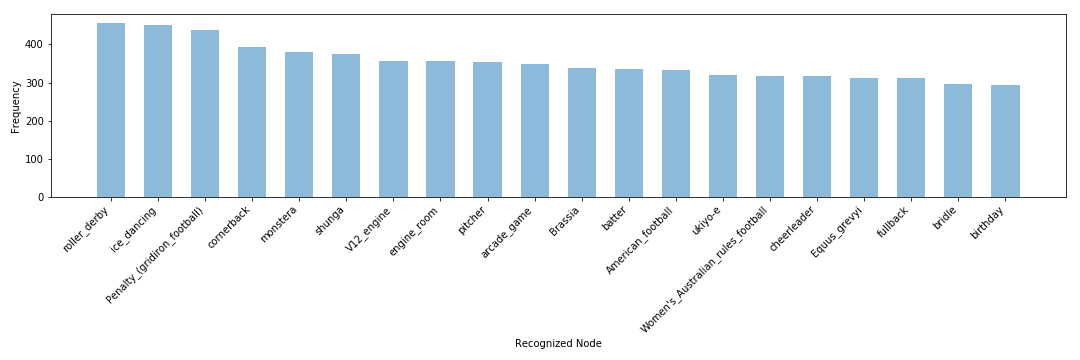 400
300
200
100
0
Frequency
roller_derby
ice_dancing
Penalty_(gridiron_football)
cornerback
monstera
shunga
V12_engine
engine_room
pitcher
arcade_game
Brassia
batter
American_football
ukiyo-e
Women's_Australian_rules_football
cheerleader
Equus_grevyi
fullback
bridle
birthday
Recognized Node